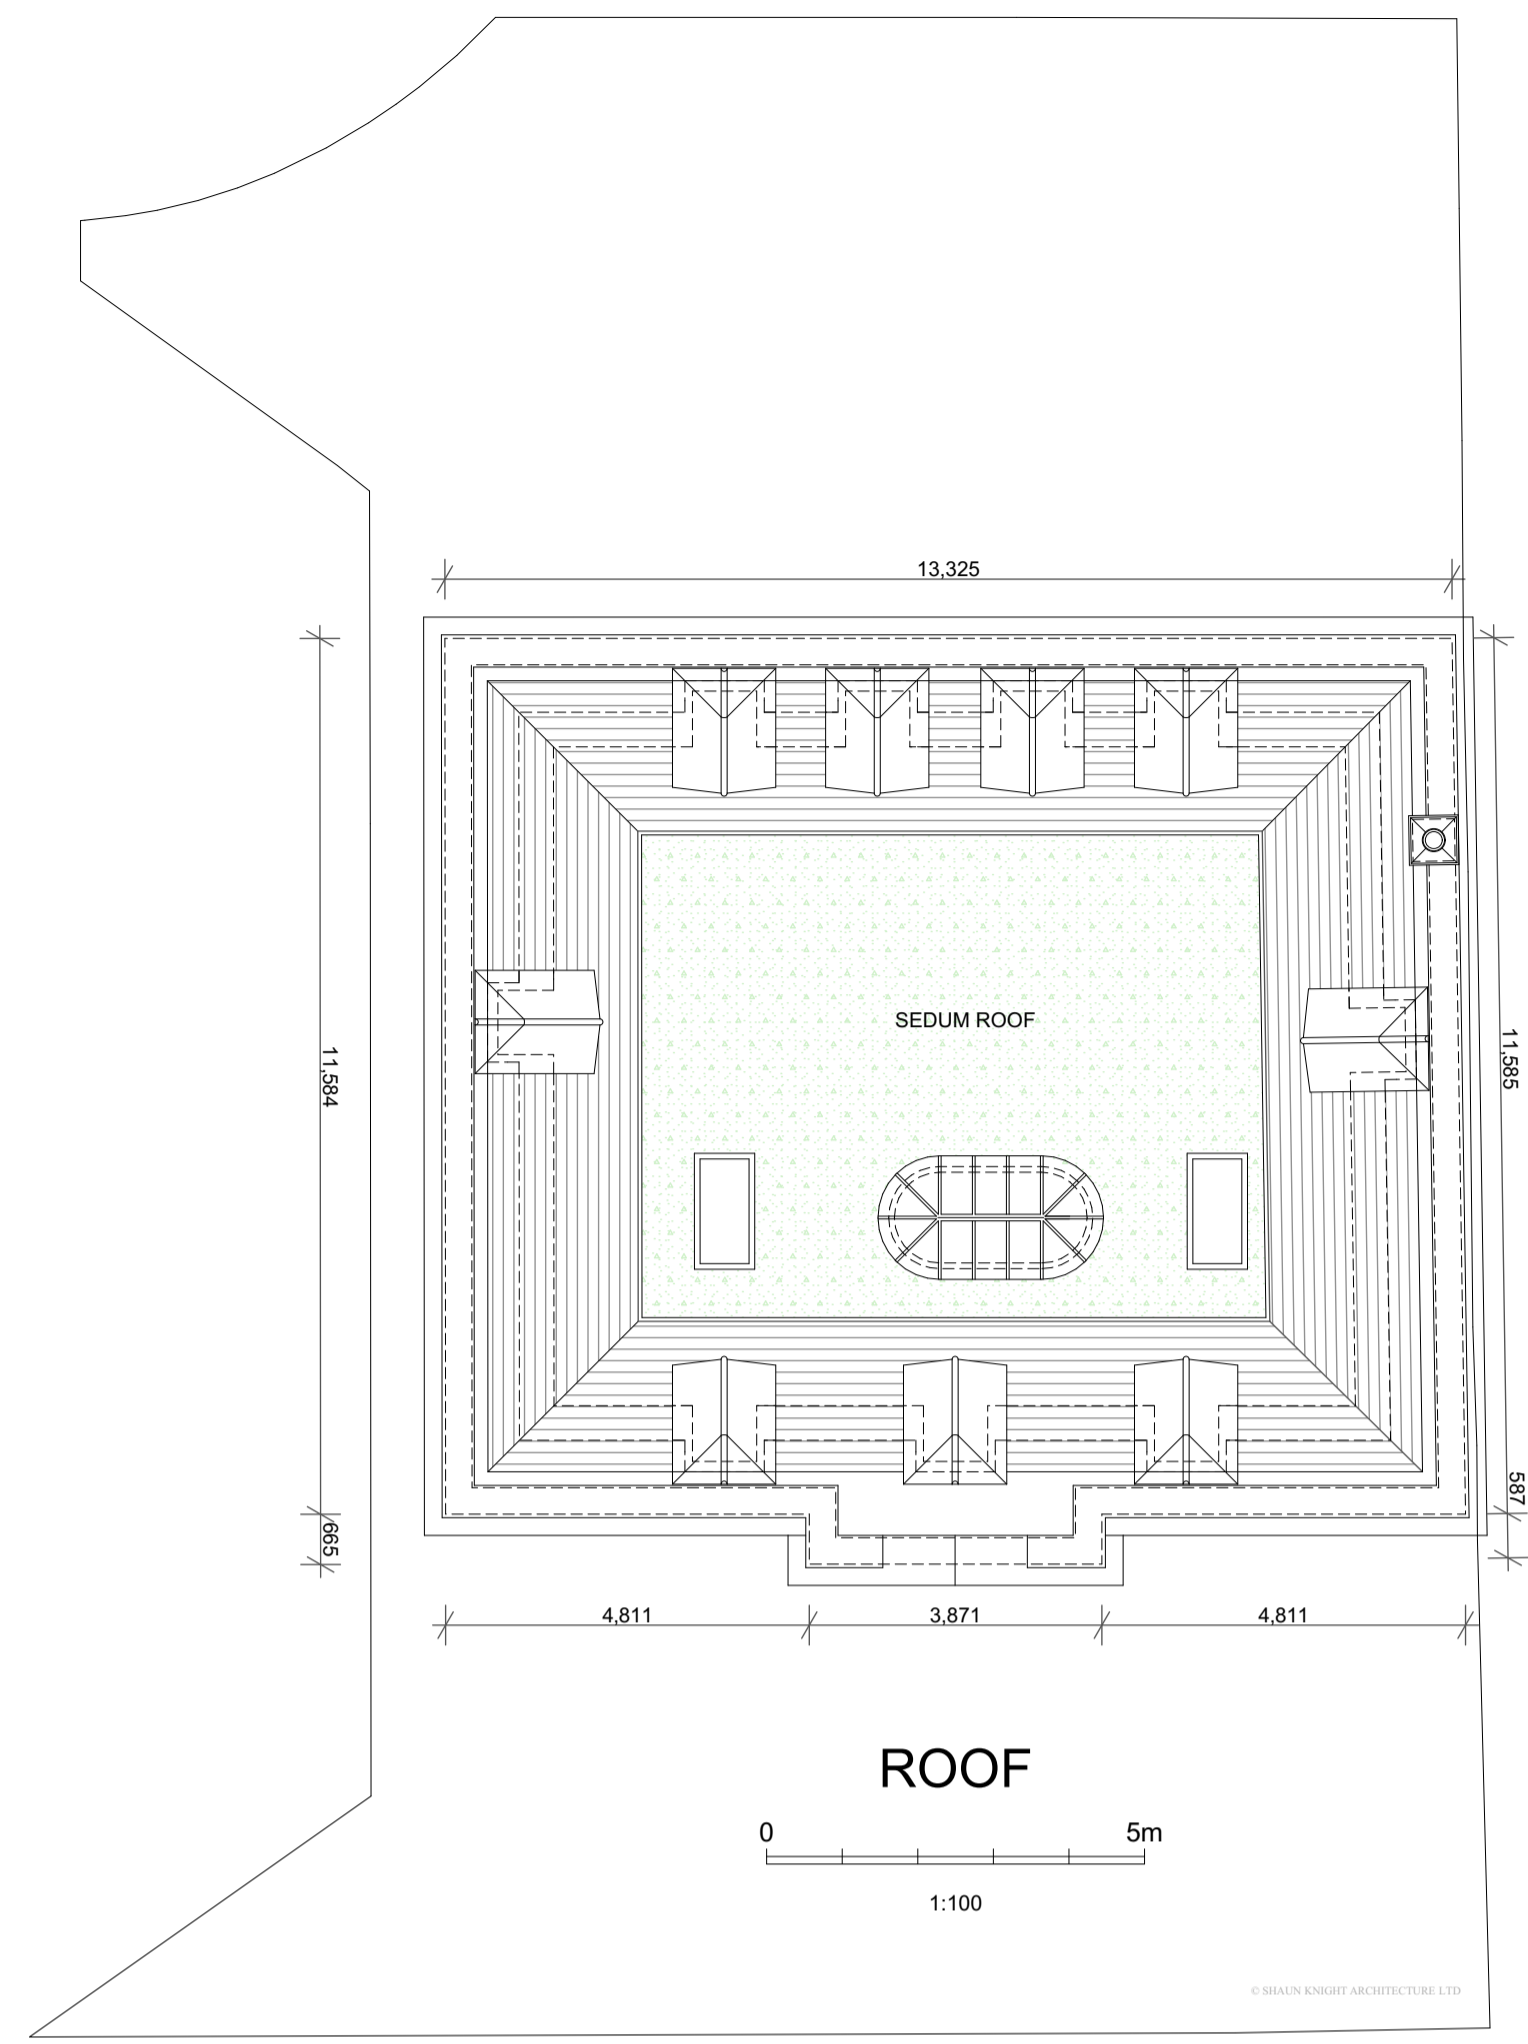 13,325
11,584
11,585
SEDUM ROOF
665
587
4,811
3,871
4,811
ROOF
0
5m
1:100
© SHAUN KNIGHT ARCHITECTURE LTD